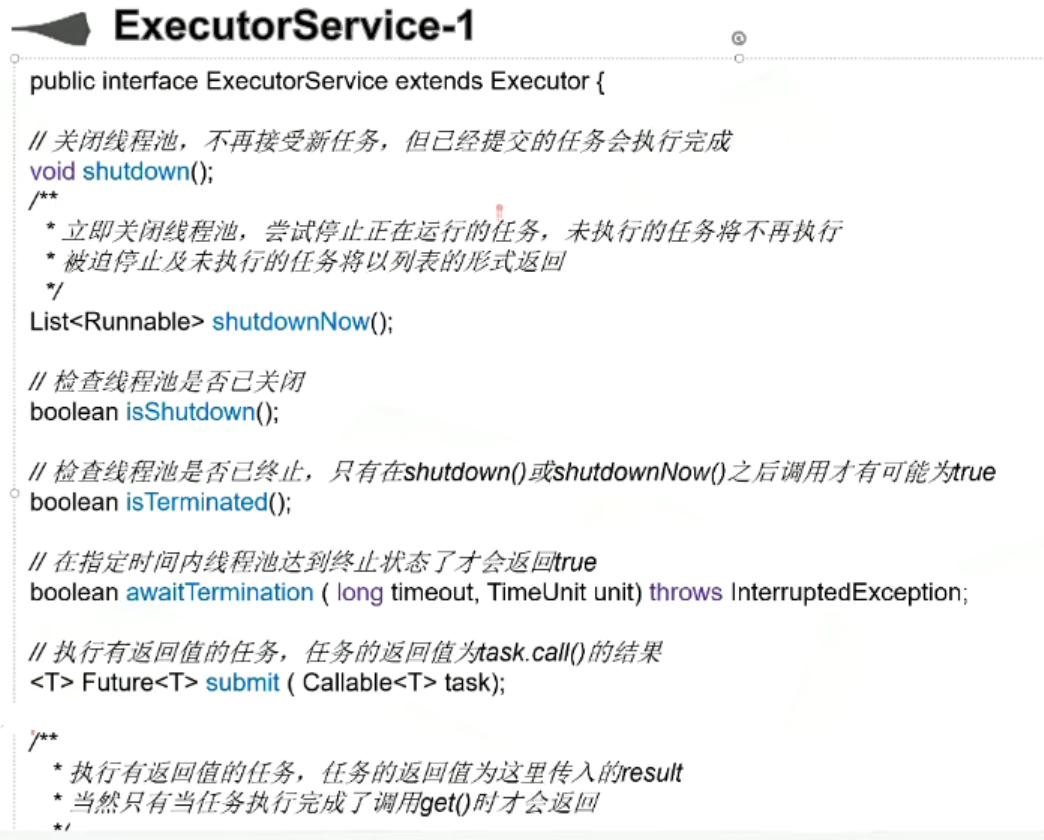 ExecutorService-1
public interface ExecutorService extends Executor {
// 关闭线程池，不再接受新任务，但已经提交的任务会执行完成
void shutdown();
/**
* 立即关闭线程池，尝试停止正在运行的任务，未执行的任务将不再执行
* 被迫停止及未执行的任务将以列表的形式返回
*/
List<Runnable> shutdownNow();
// 检查线程池是否已关闭
boolean isShutdown();
// 检查线程池是否已终止，只有在shutdown()或shutdownNow()之后调用才有可能为true
boolean isTerminated();
// 在指定时间内线程池达到终止状态了才会返回true
boolean awaitTermination ( long timeout, TimeUnit unit) throws InterruptedException;
// 执行有返回值的任务，任务的返回值为task.call()的结果
<T> Future<T> submit ( Callable<T> task);
/**
* 执行有返回值的任务，任务的返回值为这里传入的result
* 当然只有当任务执行完成了调用get()时才会返回
*/